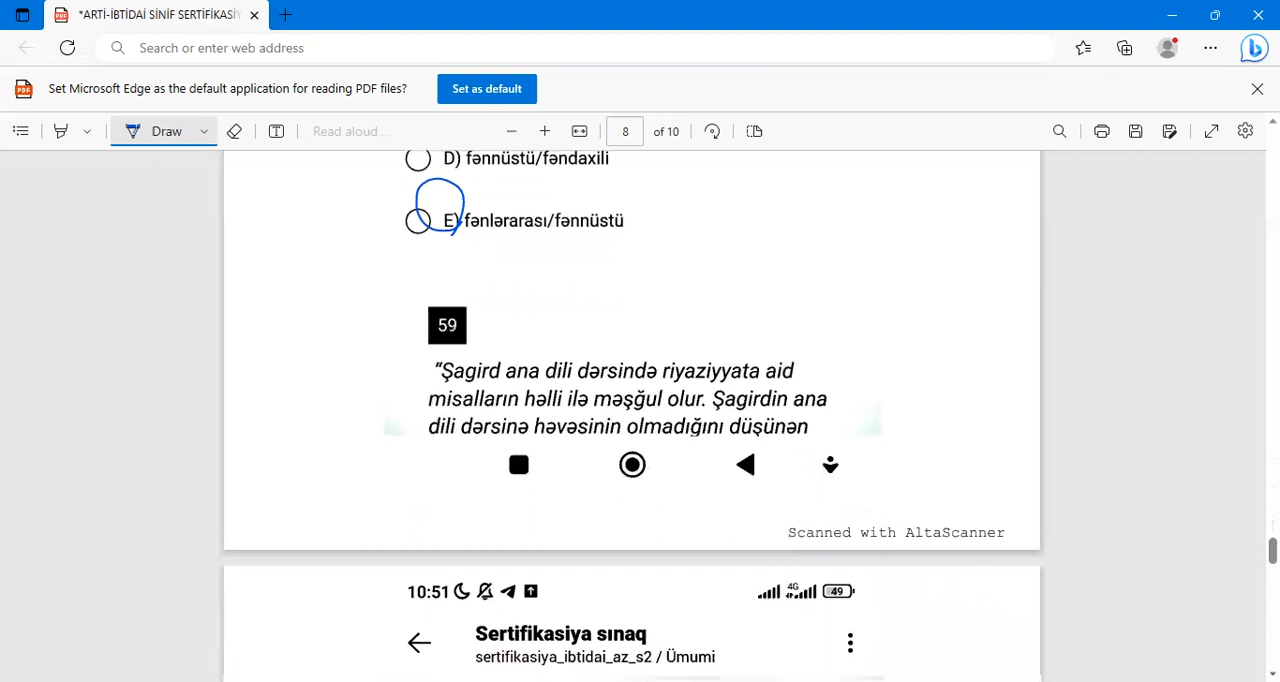 *ARTİ-İBTİDAİ SİNİF SERTİFİKASİY
Search or enter web address
Set Microsoft Edge as the default application for reading PDF files?
Set as default
Draw
Read aloud...
8
of 10
D) fənnüstü/fəndaxili
E) fənlərarası/fənnüstü
59
“Şagird ana dili dərsində riyaziyyata aid
misalların həlli ilə məşğul olur. Şagirdin ana
dili dərsinə həvəsinin olmadığını düşünən
Scanned with AltaScanner
10:51
4G
49
Sertifikasiya sınaq
sertifikasiya_ibtidai_az_s2 / Ümumi